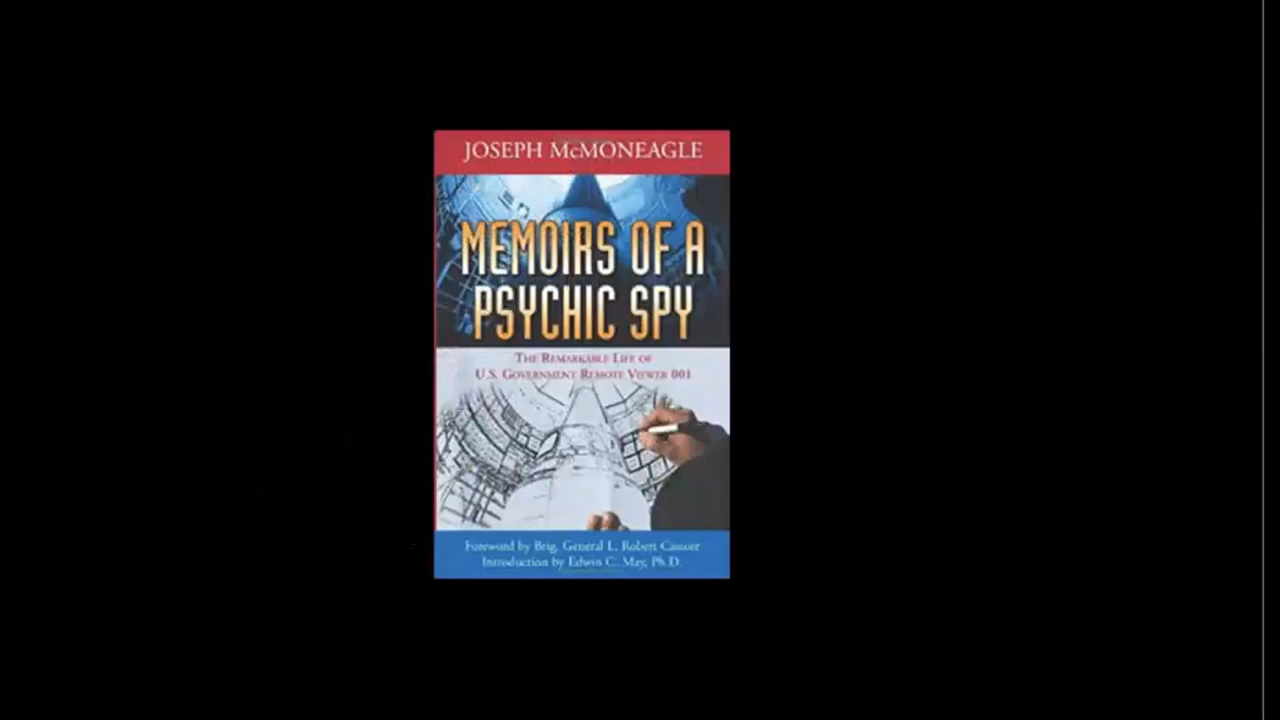 JOSEPH McMONEAGLE
MEMOIRS OF A
PSYCHIC SPY
THE REMARKABLE LIFE OF
U.S. GOVERNMENT REMOTE VIEWER 001
Foreword by Brig. General L. Robert
Introduction by Edwin C. May, Ph.D.